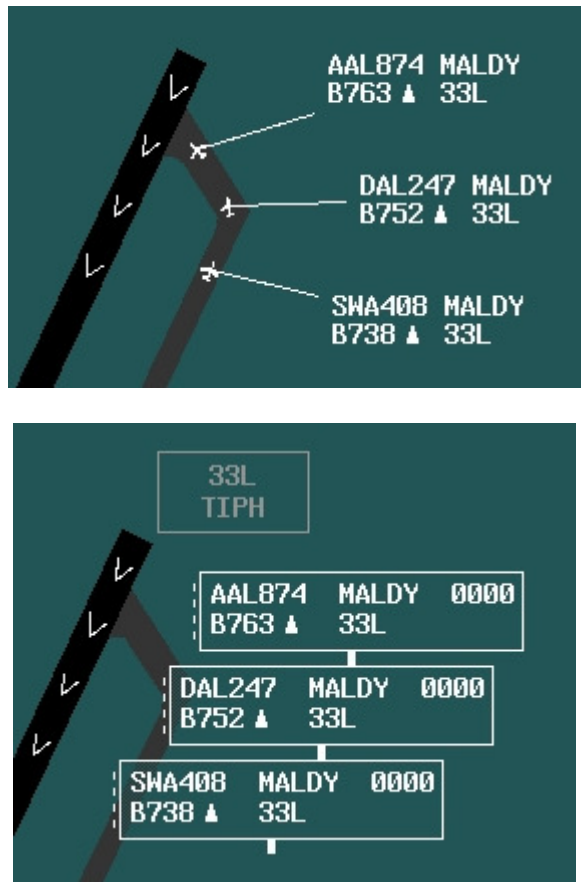 AAL874 MALDY
B763 ▲ 33L
DAL247 MALDY
B752 ▲ 33L
SWA408 MALDY
B738 ▲ 33L
33L
TIPH
AAL874 MALDY 0000
B763 ▲ 33L
DAL247 MALDY 0000
B752 ▲ 33L
SWA408 MALDY 0000
B738 ▲ 33L